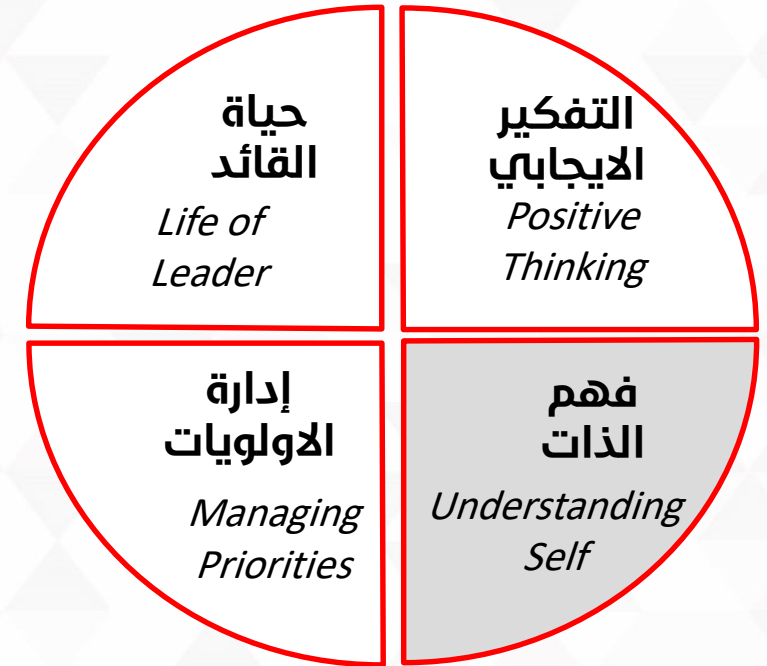 حياة
القائد
Life of
Leader
التفكير
الايجابي
Positive
Thinking
إدارة
الاولويات
Managing
Priorities
فهم
الذات
Understanding
Self